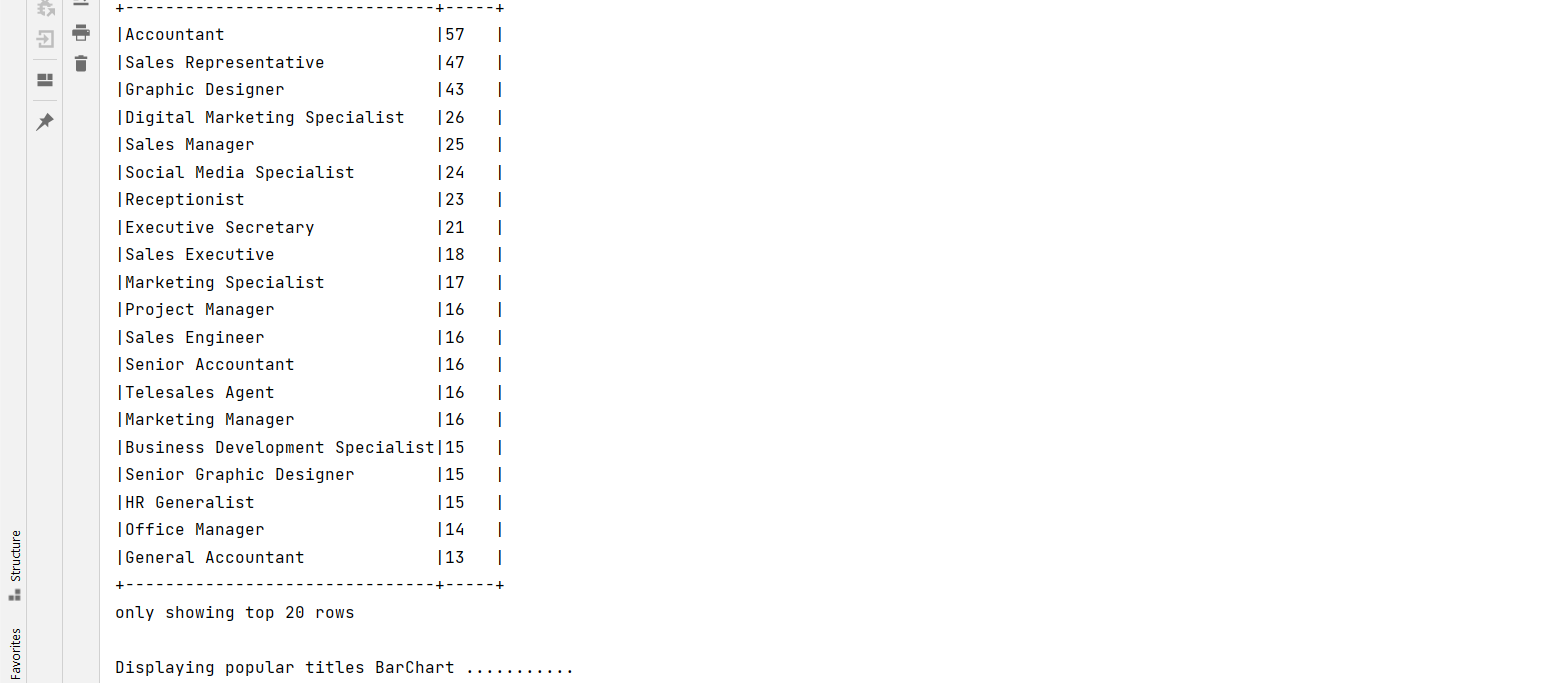 +-------------------------------+-----+
|Accountant                     |57   |
|Sales Representative           |47   |
|Graphic Designer               |43   |
|Digital Marketing Specialist   |26   |
|Sales Manager                  |25   |
|Social Media Specialist        |24   |
|Receptionist                   |23   |
|Executive Secretary            |21   |
|Sales Executive                |18   |
|Marketing Specialist           |17   |
|Project Manager                |16   |
|Sales Engineer                 |16   |
|Senior Accountant              |16   |
|Telesales Agent                |16   |
|Marketing Manager              |16   |
|Business Development Specialist|15   |
|Senior Graphic Designer        |15   |
|HR Generalist                  |15   |
|Office Manager                 |14   |
|General Accountant             |13   |
+-------------------------------+-----+
only showing top 20 rows
Displaying popular titles BarChart ...........
Structure
Favorites